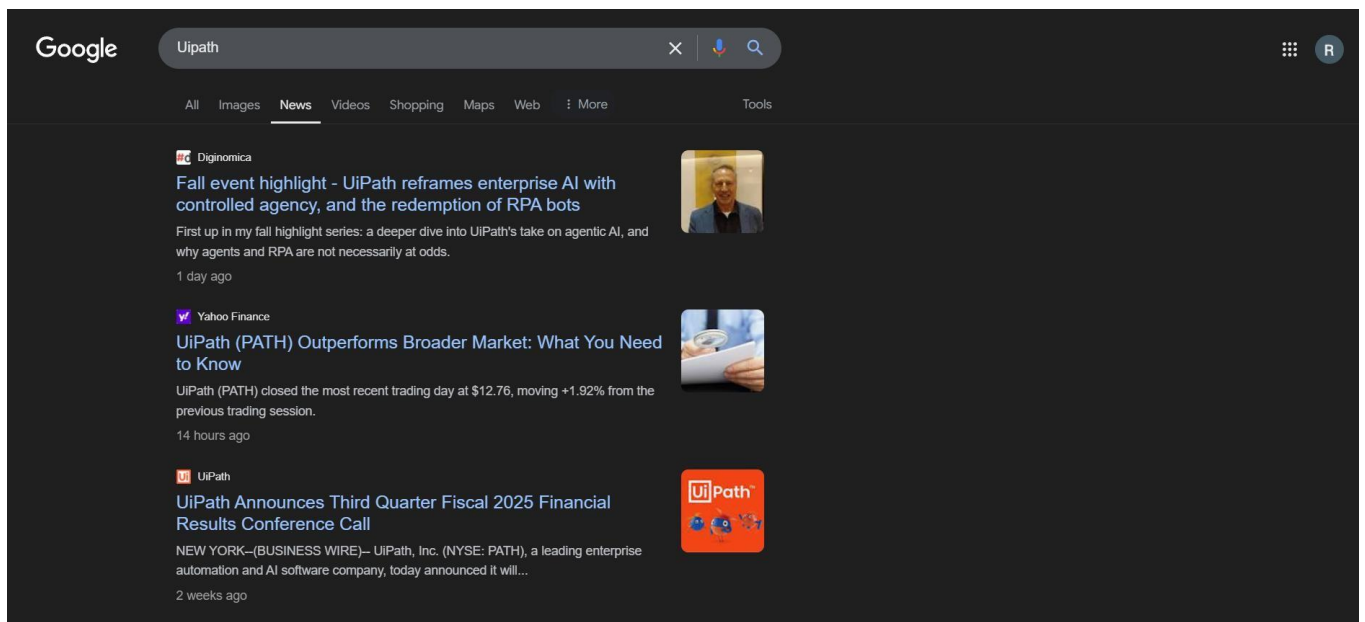 Google
Uipath
R
All Images News Videos Shopping Maps Web More Tools
#d Diginomica
Fall event highlight - UiPath reframes enterprise AI with
controlled agency, and the redemption of RPA bots
First up in my fall highlight series: a deeper dive into UiPath's take on agentic AI, and
why agents and RPA are not necessarily at odds.
1 day ago
y! Yahoo Finance
UiPath (PATH) Outperforms Broader Market: What You Need
to Know
UiPath (PATH) closed the most recent trading day at $12.76, moving +1.92% from the
previous trading session.
14 hours ago
Ui UiPath
UiPath Announces Third Quarter Fiscal 2025 Financial
Results Conference Call
NEW YORK--(BUSINESS WIRE)-- UiPath, Inc. (NYSE: PATH), a leading enterprise
automation and AI software company, today announced it will...
2 weeks ago
UiPath™